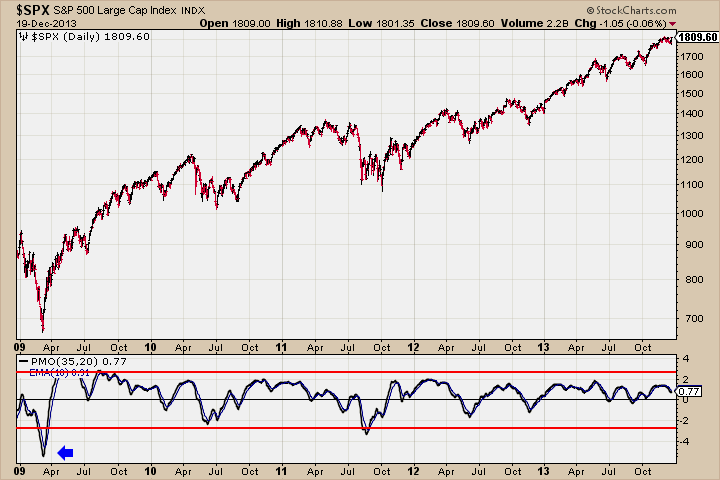 $SPX S&P 500 Large Cap Index INDX
© StockCharts.com
19-Dec-2013
Open 1809.00 High 1810.88 Low 1801.35 Close 1809.60 Volume 2.2B Chg -1.05 (-0.06%)
$SPX (Daily) 1809.60
1809.60
1700
1600
1500
1400
1300
1200
1100
1000
900
800
700
09 Apr Jul Oct 10 Apr Jul Oct 11 Apr Jul Oct 12 Apr Jul Oct 13 Apr Jul Oct
PMO(35,20) 0.77
EMA(10) 0.91
4
2
0.77
0
-2
-4
09 Apr Jul Oct 10 Apr Jul Oct 11 Apr Jul Oct 12 Apr Jul Oct 13 Apr Jul Oct